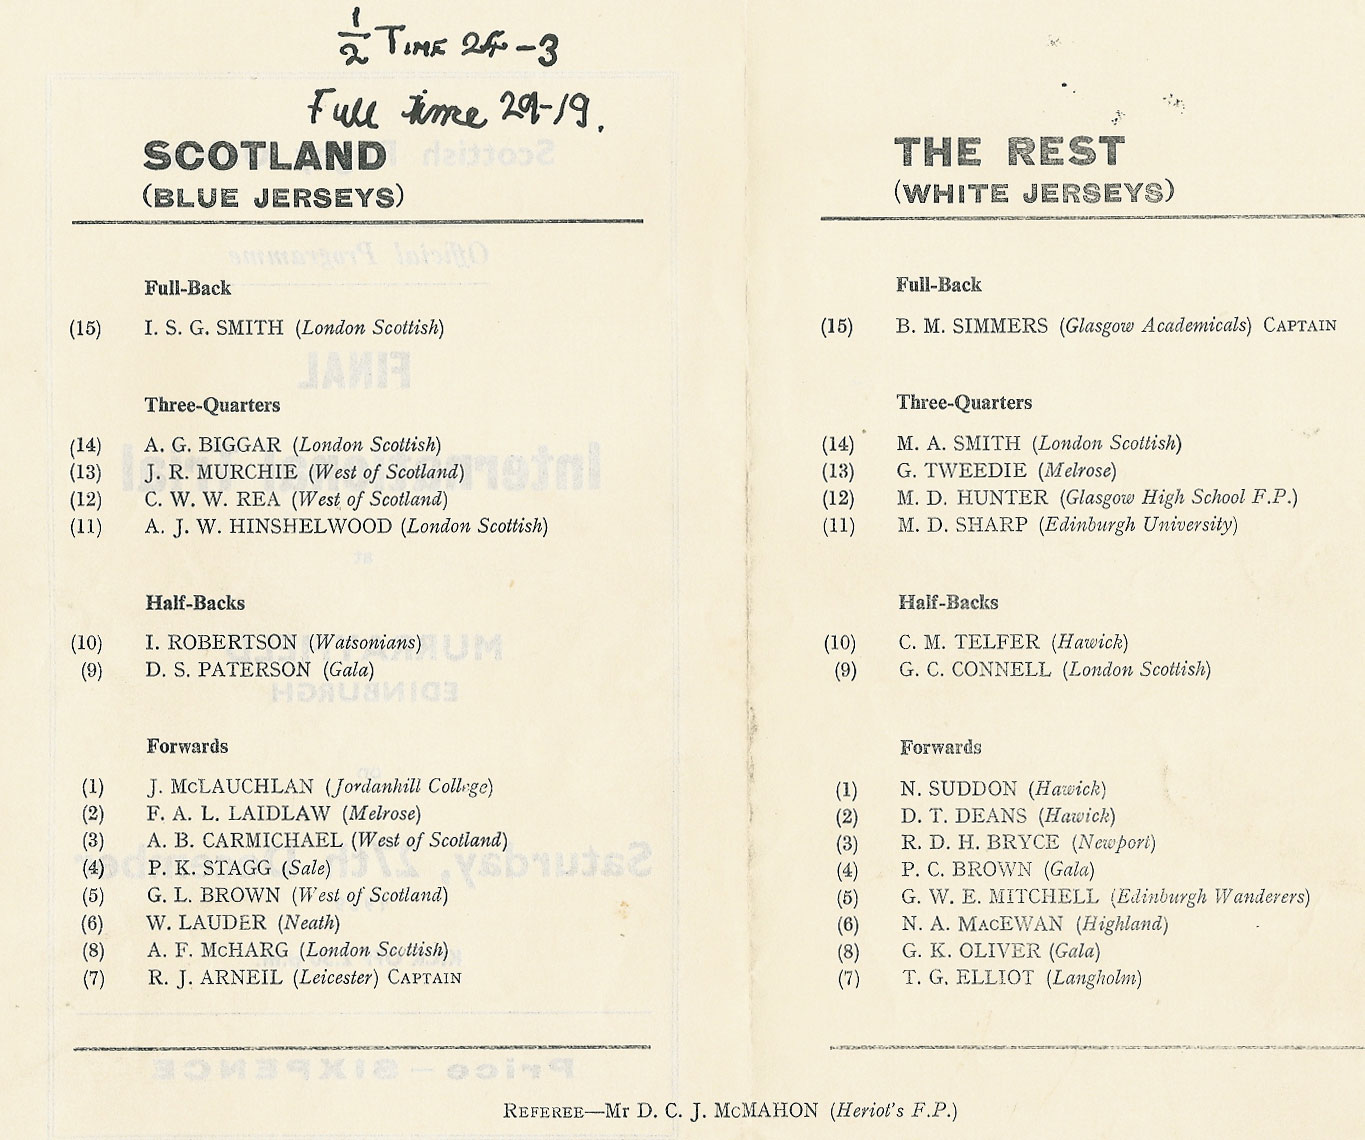 ½ TIME 24-3
Full time 29-19.
SCOTLAND
(BLUE JERSEYS)
Full-Back
(15) I. S. G. SMITH (London Scottish)
Three-Quarters
(14) A. G. BIGGAR (London Scottish)
(13) J. R. MURCHIE (West of Scotland)
(12) C. W. W. REA (West of Scotland)
(11) A. J. W. HINSHELWOOD (London Scottish)
Half-Backs
(10) I. ROBERTSON (Watsonians)
(9) D. S. PATERSON (Gala)
Forwards
(1) J. McLAUCHLAN (Jordanhill College)
(2) F. A. L. LAIDLAW (Melrose)
(3) A. B. CARMICHAEL (West of Scotland)
(4) P. K. STAGG (Sale)
(5) G. L. BROWN (West of Scotland)
(6) W. LAUDER (Neath)
(8) A. F. McHARG (London Scottish)
(7) R. J. ARNEIL (Leicester) CAPTAIN
THE REST
(WHITE JERSEYS)
Full-Back
(15) B. M. SIMMERS (Glasgow Academicals) CAPTAIN
Three-Quarters
(14) M. A. SMITH (London Scottish)
(13) G. TWEEDIE (Melrose)
(12) M. D. HUNTER (Glasgow High School F.P.)
(11) M. D. SHARP (Edinburgh University)
Half-Backs
(10) C. M. TELFER (Hawick)
(9) G. C. CONNELL (London Scottish)
Forwards
(1) N. SUDDON (Hawick)
(2) D. T. DEANS (Hawick)
(3) R. D. H. BRYCE (Newport)
(4) P. C. BROWN (Gala)
(5) G. W. E. MITCHELL (Edinburgh Wanderers)
(6) N. A. MACEWAN (Highland)
(8) G. K. OLIVER (Gala)
(7) T. G. ELLIOT (Langholm)
REFEREE—Mr D. C. J. McMAHON (Heriot's F.P.)